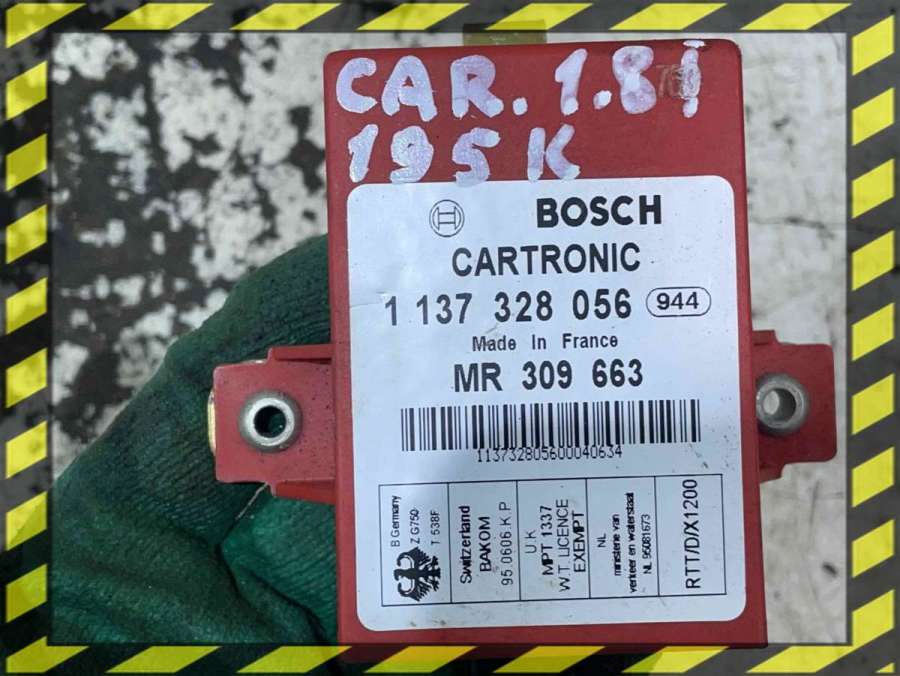 CAR. 1.8i
195K
BOSCH
CARTRONIC
1 137 328 056 944
Made in France
MR 309 663
113732805600040634
B Germany
Z G750
T 538F
Switzerland
BAKOM
95.0606.K.P
UK
MPT 1337
W.T. LICENCE
EXEMPT
NL
ministerie van
verkeer en waterstaat
NL 95081673
RTT/D/X1200